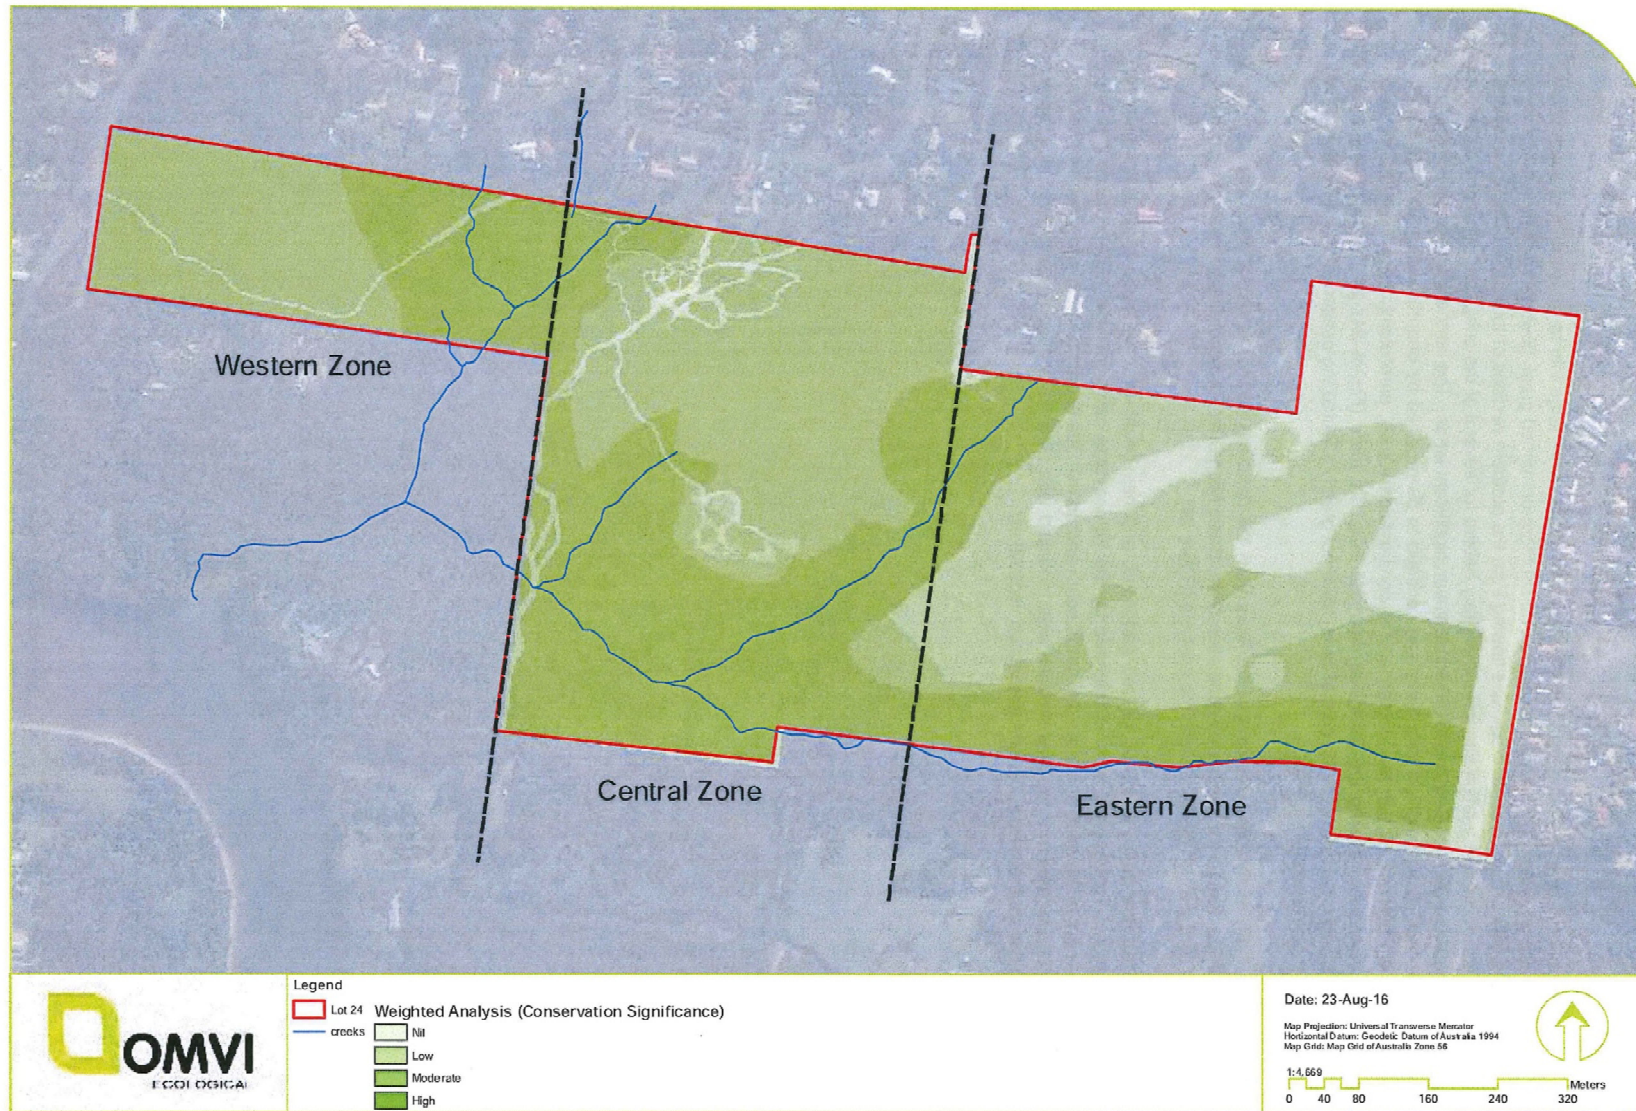 Western Zone
Central Zone
Eastern Zone
OMVI
ECOLOGICAL
Legend
Lot 24
creeks
Weighted Analysis (Conservation Significance)
Nil
Low
Moderate
High
Date: 23-Aug-16
Map Projection: Universal Transverse Mercator
Horizontal Datum: Geodetic Datum of Australia 1994
Map Grid: Map Grid of Australia Zone 56
1:4,669
Meters
0 40 80 160 240 320